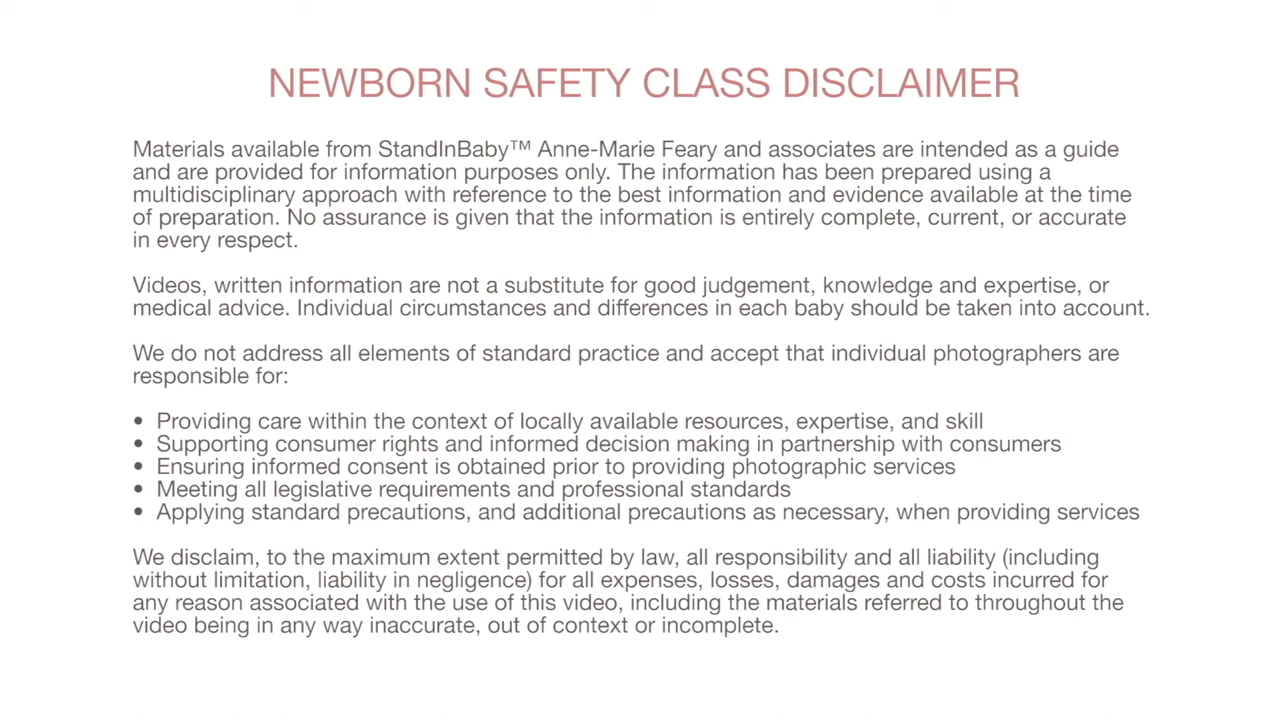 NEWBORN SAFETY CLASS DISCLAIMER
Materials available from StandInBaby™ Anne-Marie Feary and associates are intended as a guide
and are provided for information purposes only. The information has been prepared using a
multidisciplinary approach with reference to the best information and evidence available at the time
of preparation. No assurance is given that the information is entirely complete, current, or accurate
in every respect.
Videos, written information are not a substitute for good judgement, knowledge and expertise, or
medical advice. Individual circumstances and differences in each baby should be taken into account.
We do not address all elements of standard practice and accept that individual photographers are
responsible for:
• Providing care within the context of locally available resources, expertise, and skill
• Supporting consumer rights and informed decision making in partnership with consumers
• Ensuring informed consent is obtained prior to providing photographic services
• Meeting all legislative requirements and professional standards
• Applying standard precautions, and additional precautions as necessary, when providing services
We disclaim, to the maximum extent permitted by law, all responsibility and all liability (including
without limitation, liability in negligence) for all expenses, losses, damages and costs incurred for
any reason associated with the use of this video, including the materials referred to throughout the
video being in any way inaccurate, out of context or incomplete.